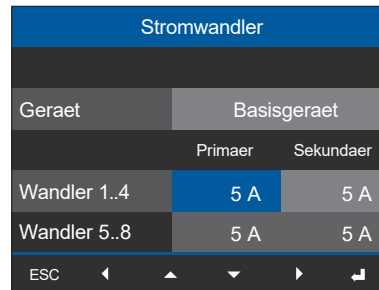 Stromwandler
Geraet Basisgeraet
Primaer Sekundaer
Wandler 1..4 5 A 5 A
Wandler 5..8 5 A 5 A
ESC